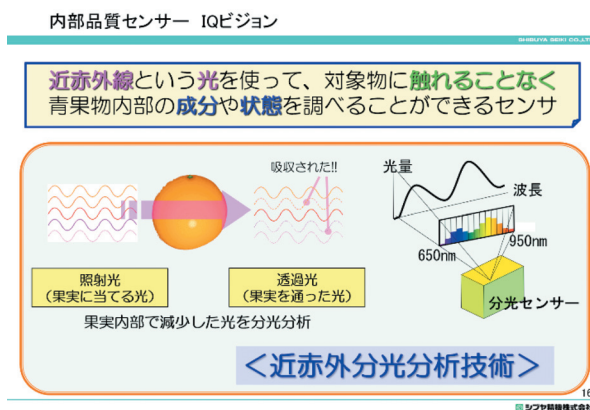 内部品質センサー IQビジョン
SHIBUYA SEIKI CO.,LT
近赤外線という光を使って、対象物に触れることなく
青果物内部の成分や状態を調べることができるセンサ
吸収された!!
光量
波長
650nm
950nm
照射光
(果実に当てる光)
透過光
(果実を通った光)
分光センサー
果実内部で減少した光を分光分析
<近赤外分光分析技術>
16
シブヤ精機株式会社